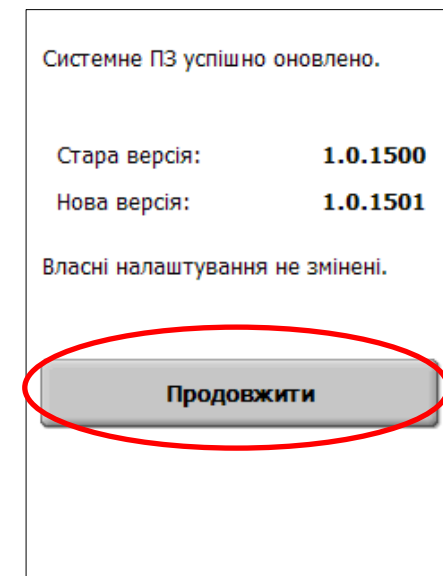 Системне ПЗ успішно оновлено.
Стара версія: 1.0.1500
Нова версія: 1.0.1501
Власні налаштування не змінені.
Продовжити